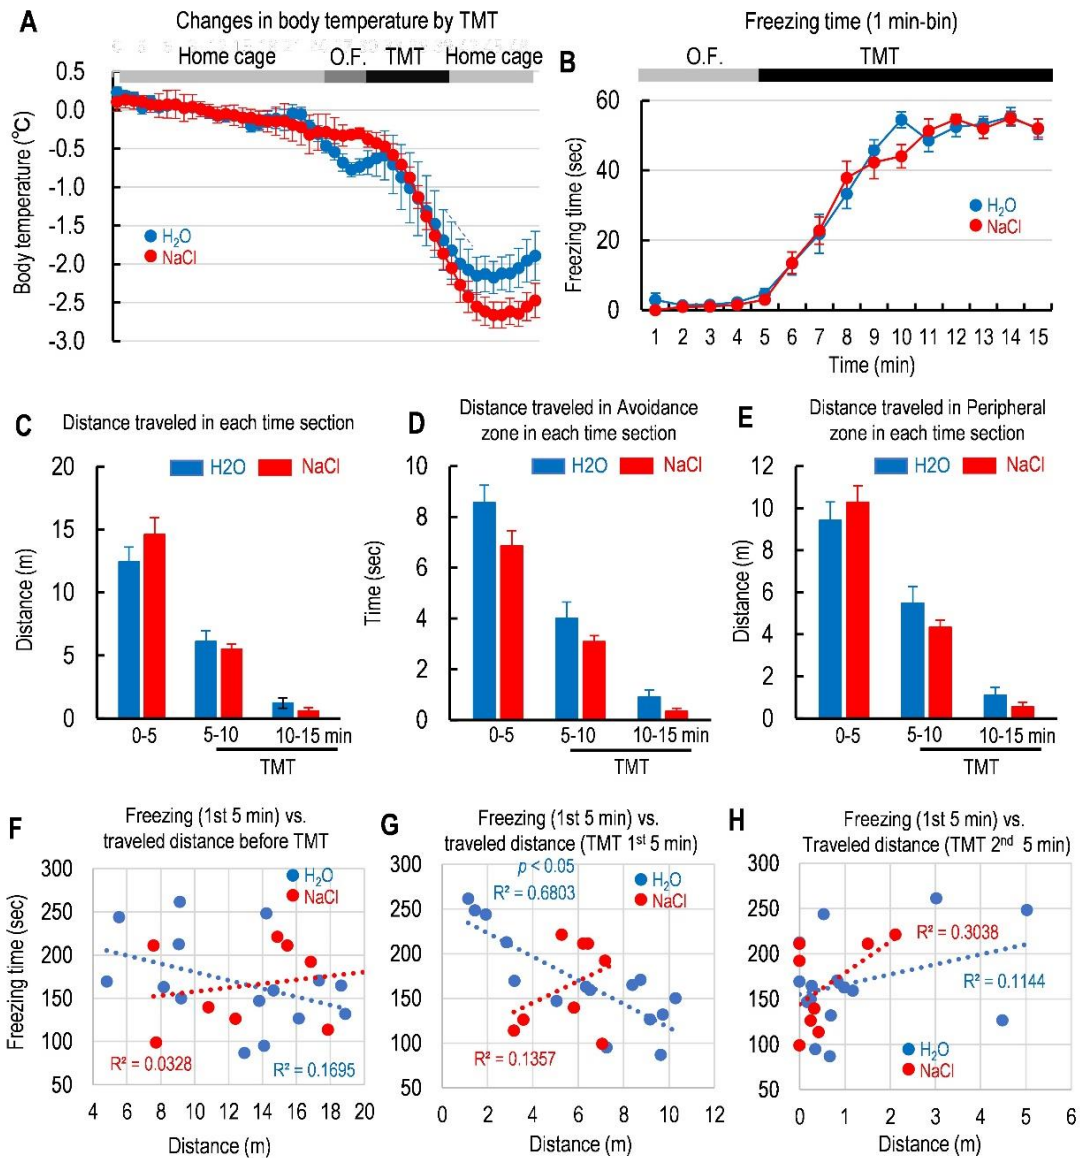 A
Changes in body temperature by TMT
Home cage
O.F.
TMT
Home cage
0.5
0.0
-0.5
-1.0
-1.5
-2.0
-2.5
-3.0
Body temperature (°C)
H2O
NaCl
B
Freezing time (1 min-bin)
O.F.
TMT
60
40
20
0
Freezing time (sec)
H2O
NaCl
1 2 3 4 5 6 7 8 9 10 11 12 13 14 15
Time (min)
C
Distance traveled in each time section
H2O
NaCl
20
15
10
5
0
Distance (m)
0-5 5-10 10-15 min
TMT
D
Distance traveled in Avoidance
zone in each time section
H2O
NaCl
10
8
6
4
2
0
Time (sec)
0-5 5-10 10-15 min
TMT
E
Distance traveled in Peripheral
zone in each time section
H2O
NaCl
12
10
8
6
4
2
0
Distance (m)
0-5 5-10 10-15 min
TMT
F
Freezing (1st 5 min) vs.
traveled distance before TMT
300
250
200
150
100
50
Freezing time (sec)
H2O
NaCl
R² = 0.0328
R² = 0.1695
4 6 8 10 12 14 16 18 20
Distance (m)
G
Freezing (1st 5 min) vs.
traveled distance (TMT 1st 5 min)
300
250
200
150
100
50
p < 0.05
R² = 0.6803
H2O
NaCl
R² = 0.1357
0 2 4 6 8 10 12
Distance (m)
H
Freezing (1st 5 min) vs.
Traveled distance (TMT 2nd 5 min)
300
250
200
150
100
50
R² = 0.3038
R² = 0.1144
H2O
NaCl
0 1 2 3 4 5 6
Distance (m)